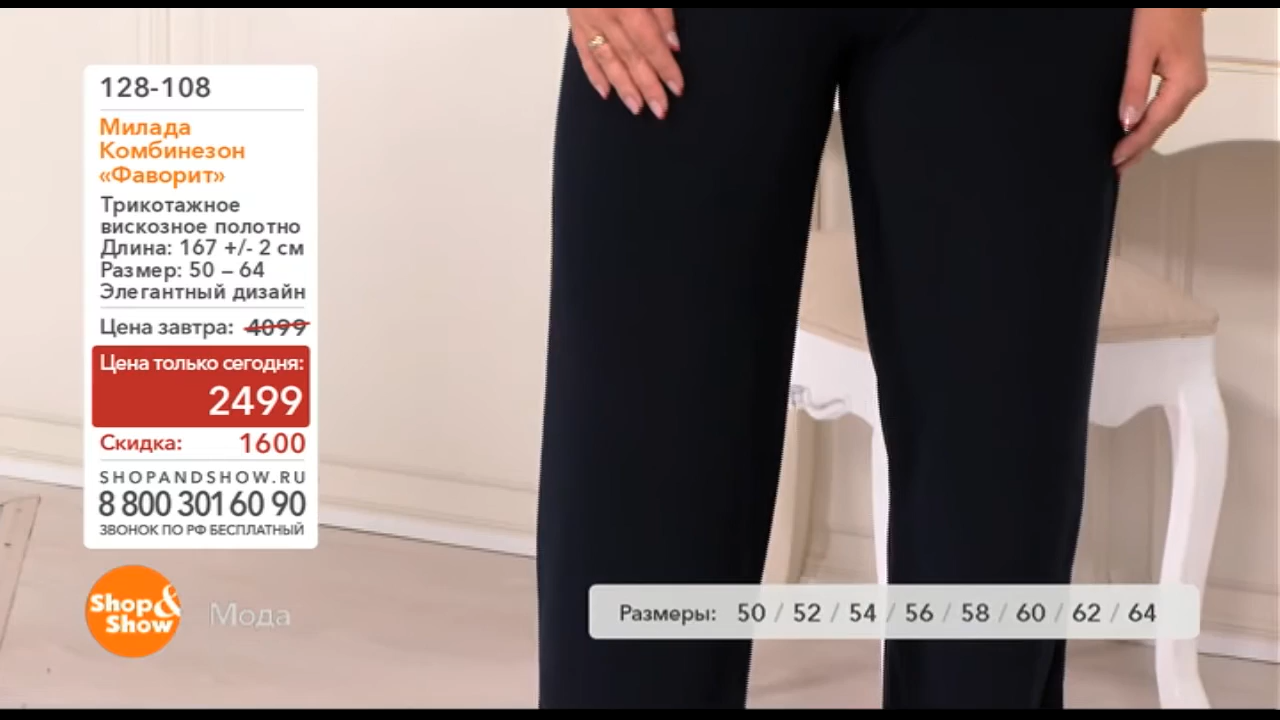 128-108
Милада
Комбинезон
«Фаворит»
Трикотажное
вискозное полотно
Длина: 167 +/- 2 см
Размер: 50 – 64
Элегантный дизайн
Цена завтра: 4099
Цена только сегодня:
2499
Скидка: 1600
SHOPANDSHOW.RU
8 800 301 60 90
ЗВОНОК ПО РФ БЕСПЛАТНЫЙ
Shop &
Show
Мода
Размеры: 50 / 52 / 54 / 56 / 58 / 60 / 62 / 64